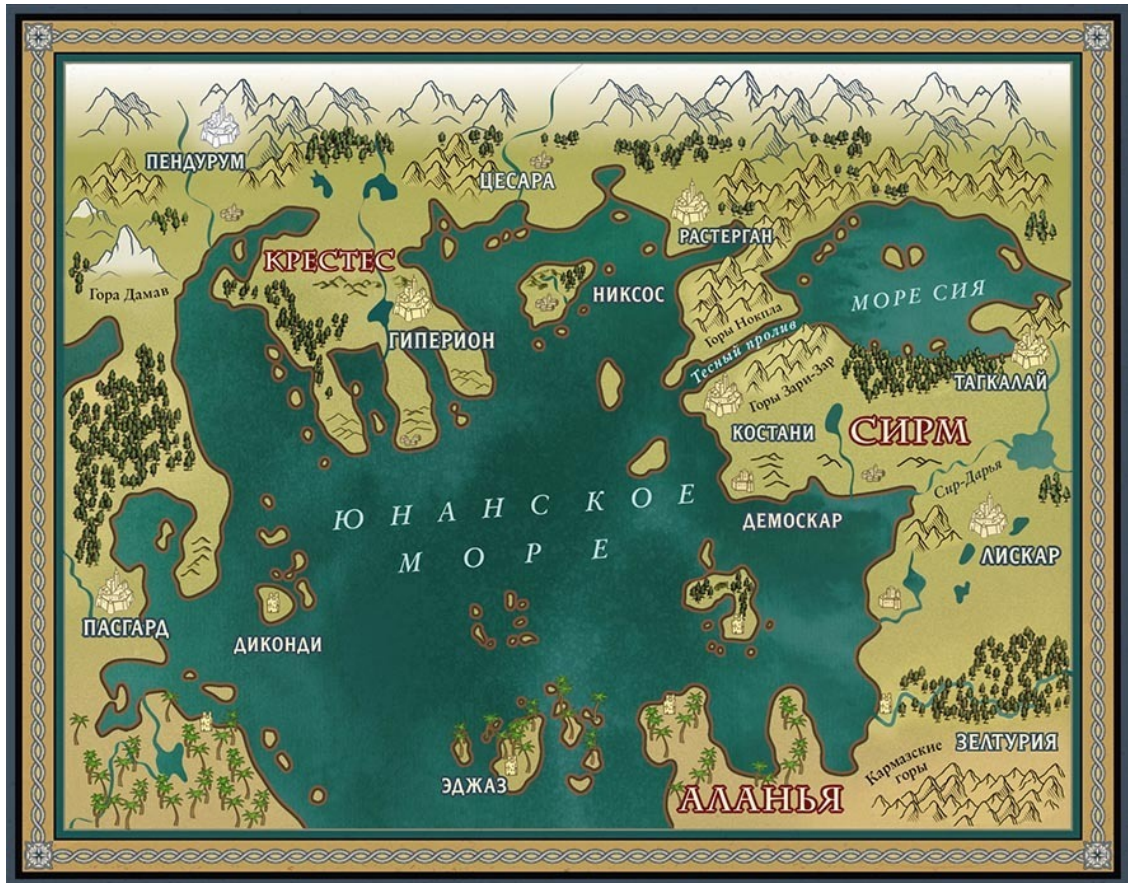 ПЕНДУРУМ
ЦЕСАРА
РАСТЕРГАН
КРЕСТЕС
Гора Дамав
НИКСОС
МОРЕ СИЯ
Горы Нокпла
ГИПЕРИОН
Тесный пролив
ТАГКАЛАЙ
Горы Зари-Зар
КОСТАНИ
СИРМ
ЮНАНСКОЕ
МОРЕ
Сир-Дарья
ДЕМОСКАР
ЛИСКАР
ПАСГАРД
ДИКОНДИ
ЗЕЛТУРИЯ
Кармазские
горы
ЭДЖАЗ
АЛАНЬЯ